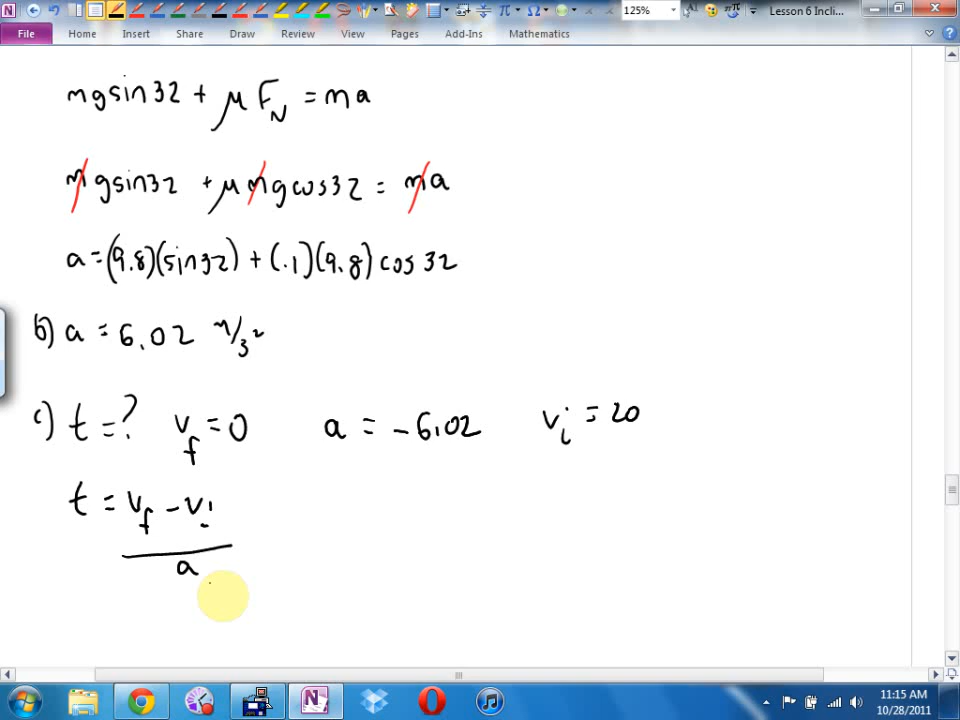 125% Lesson 6 Incli...
File Home Insert Share Draw Review View Pages Add-Ins Mathematics
mgsin32 + μF_N = ma
mgsin32 + μmgcos32 = ma
a = (9.8)(sin32) + (.1)(9.8)cos32
b) a = 6.02 m/s²
c) t = ? v_f = 0 a = -6.02 v_i = 20
t = v_f - v_i
a
11:15 AM
10/28/2011